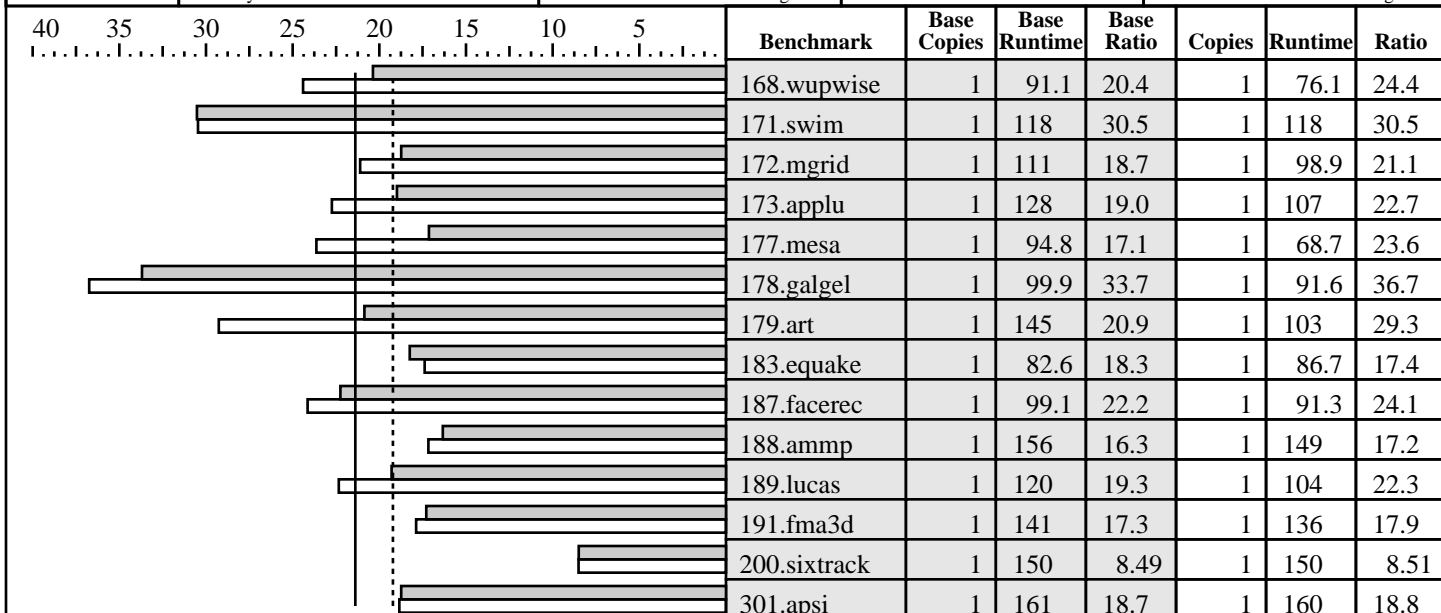 40 35 30 25 20 15 10 5
Benchmark Base Copies Base Runtime Base Ratio Copies Runtime Ratio
168.wupwise 1 91.1 20.4 1 76.1 24.4
171.swim 1 118 30.5 1 118 30.5
172.mgrid 1 111 18.7 1 98.9 21.1
173.applu 1 128 19.0 1 107 22.7
177.mesa 1 94.8 17.1 1 68.7 23.6
178.galgel 1 99.9 33.7 1 91.6 36.7
179.art 1 145 20.9 1 103 29.3
183.equake 1 82.6 18.3 1 86.7 17.4
187.facerec 1 99.1 22.2 1 91.3 24.1
188.ammp 1 156 16.3 1 149 17.2
189.lucas 1 120 19.3 1 104 22.3
191.fma3d 1 141 17.3 1 136 17.9
200.sixtrack 1 150 8.49 1 150 8.51
301.apsi 1 161 18.7 1 160 18.8